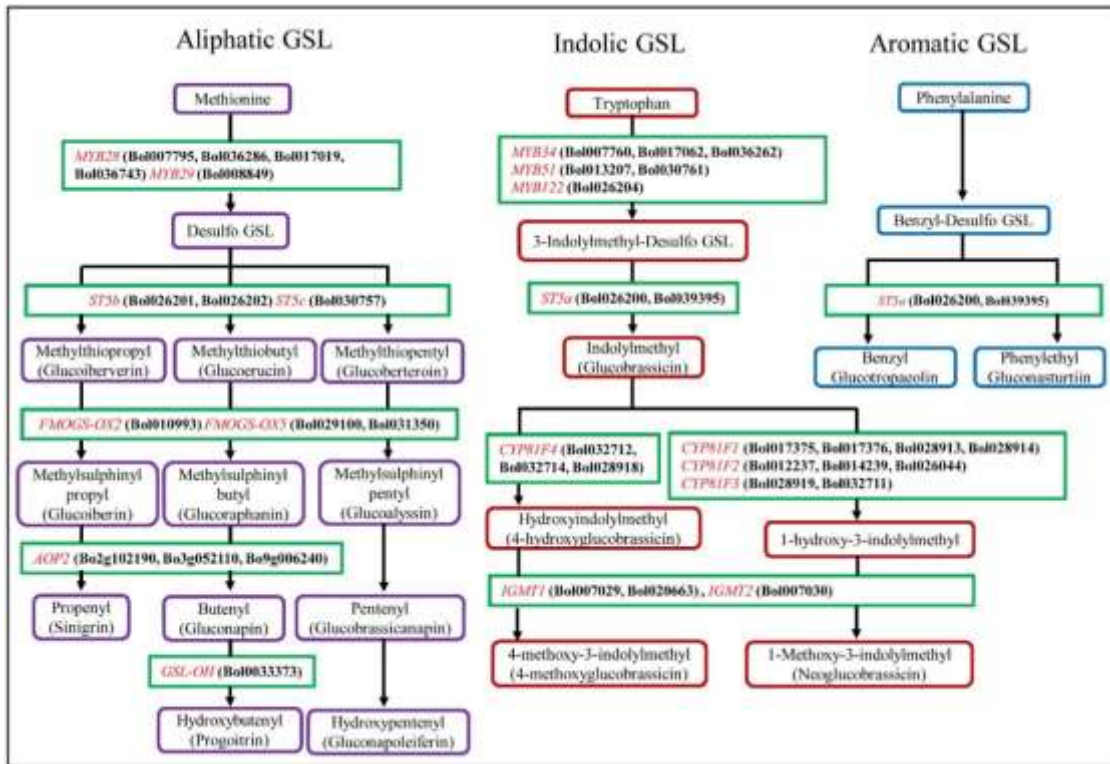 Aliphatic GSL
Methionine
MYB28 (Bol007795, Bol036286, Bol017019,
Bol036743) MYB29 (Bol008849)
Desulfo GSL
ST5b (Bol026201, Bol026202) ST5c (Bol030757)
Methylthiopropyl
(Glucoiberverin)
Methylthiobutyl
(Glucoerucin)
Methylthiopentyl
(Glucoberteroin)
FMOGS-OX2 (Bol010993) FMOGS-OX5 (Bol029100, Bol031350)
Methylsulphinyl
propyl
(Glucoiberin)
Methylsulphinyl
butyl
(Glucoraphanin)
Methylsulphinyl
pentyl
(Glucoalyssin)
AOP2 (Bo2g102190, Bo3g052110, Bo9g006240)
Propenyl
(Sinigrin)
Butenyl
(Gluconapin)
Pentenyl
(Glucobrassicanapin)
GSL-OH (Bol0033373)
Hydroxybutenyl
(Progoitrin)
Hydroxypentenyl
(Gluconapoleiferin)
Indolic GSL
Tryptophan
MYB34 (Bol007760, Bol017062, Bol036262)
MYB51 (Bol013207, Bol030761)
MYB122 (Bol026204)
3-Indolylmethyl-Desulfo GSL
ST5a (Bol026200, Bol039395)
Indolylmethyl
(Glucobrassicin)
CYP81F4 (Bol032712,
Bol032714, Bol028918)
CYP81F1 (Bol017375, Bol017376, Bol028913, Bol028914)
CYP81F2 (Bol012237, Bol014239, Bol026044)
CYP81F3 (Bol028919, Bol032711)
Hydroxyindolylmethyl
(4-hydroxyglucobrassicin)
1-hydroxy-3-indolylmethyl
IGMT1 (Bol007029, Bol020663) , IGMT2 (Bol007030)
4-methoxy-3-indolylmethyl
(4-methoxyglucobrassicin)
1-Methoxy-3-indolylmethyl
(Neoglucobrassicin)
Aromatic GSL
Phenylalanine
Benzyl-Desulfo GSL
ST5a (Bol026200, Bol039395)
Benzyl
Glucotropaeolin
Phenylethyl
Gluconasturtiin